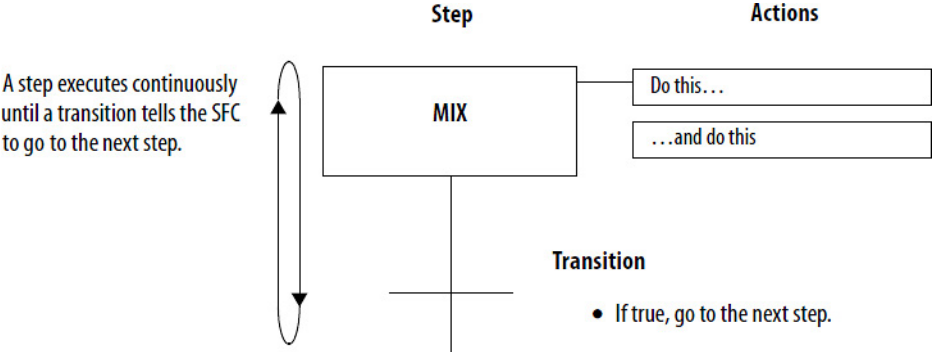 Step
Actions
A step executes continuously
until a transition tells the SFC
to go to the next step.
MIX
Do this…
…and do this
Transition
• If true, go to the next step.